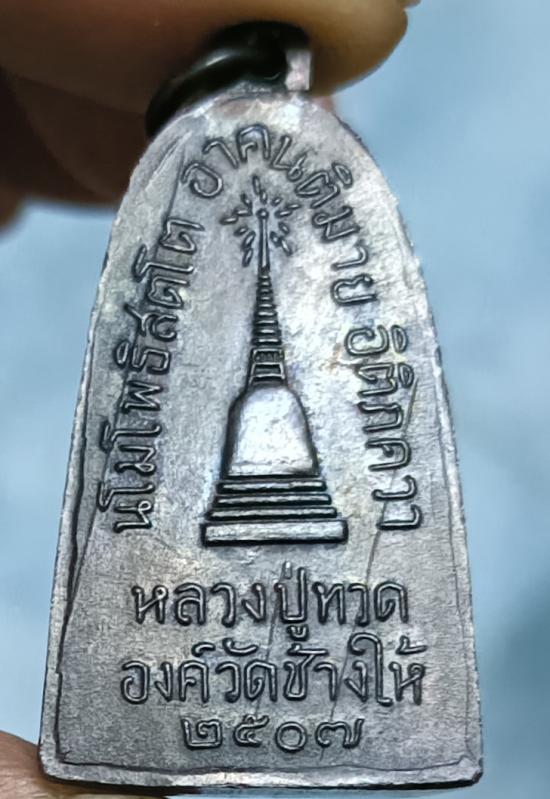 นโมโพธิสตโต อาคนติมาย อิติภควา
หลวงปู่ทวด
องค์วัดช้างให้
๒๕๐๗